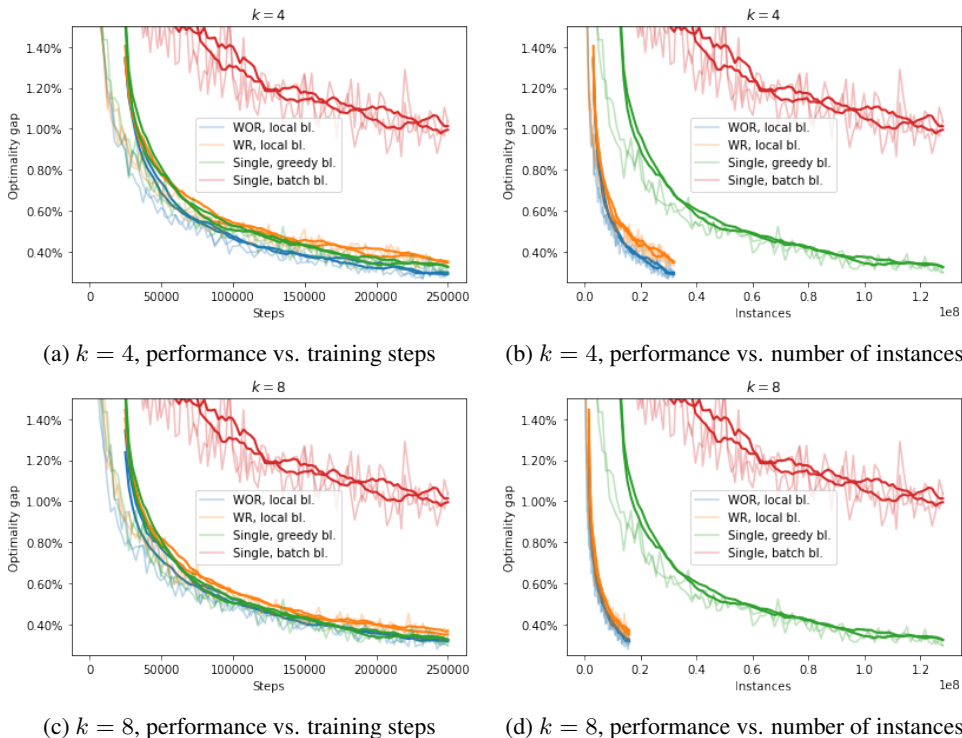 k = 4
1.40%
1.20%
1.00%
0.80%
0.60%
0.40%
Optimality gap
WOR, local bl.
WR, local bl.
Single, greedy bl.
Single, batch bl.
0
50000
100000
150000
200000
250000
Steps
(a) k = 4, performance vs. training steps
k = 4
1.40%
1.20%
1.00%
0.80%
0.60%
0.40%
Optimality gap
WOR, local bl.
WR, local bl.
Single, greedy bl.
Single, batch bl.
0.0
0.2
0.4
0.6
0.8
1.0
1.2
1e8
Instances
(b) k = 4, performance vs. number of instances
k = 8
1.40%
1.20%
1.00%
0.80%
0.60%
0.40%
Optimality gap
WOR, local bl.
WR, local bl.
Single, greedy bl.
Single, batch bl.
0
50000
100000
150000
200000
250000
Steps
(c) k = 8, performance vs. training steps
k = 8
1.40%
1.20%
1.00%
0.80%
0.60%
0.40%
Optimality gap
WOR, local bl.
WR, local bl.
Single, greedy bl.
Single, batch bl.
0.0
0.2
0.4
0.6
0.8
1.0
1.2
1e8
Instances
(d) k = 8, performance vs. number of instances